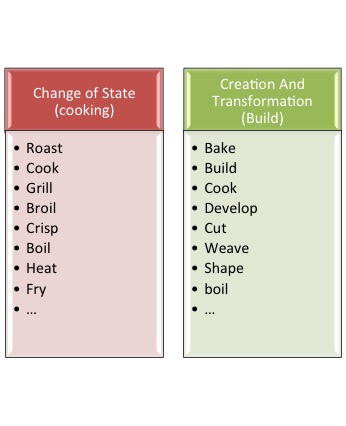 Change of State
(cooking)
• Roast
• Cook
• Grill
• Broil
• Crisp
• Boil
• Heat
• Fry
• ...
Creation And
Transformation
(Build)
• Bake
• Build
• Cook
• Develop
• Cut
• Weave
• Shape
• boil
• ...